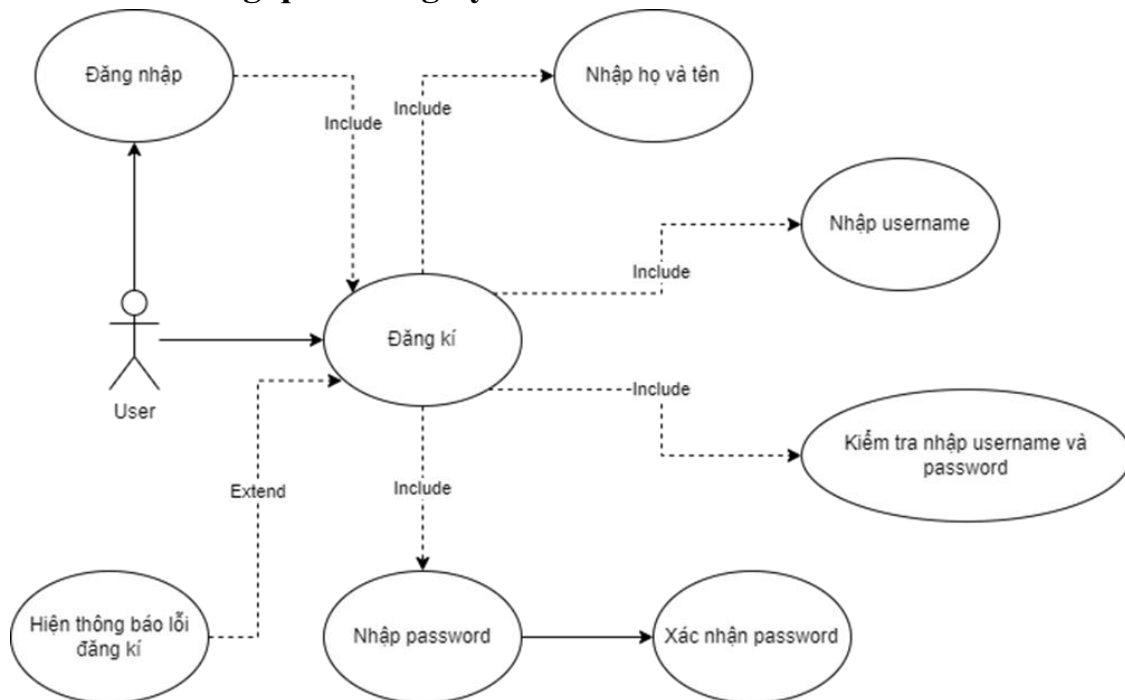 Đăng nhập
Nhập họ và tên
Include
Include
Nhập username
Include
Đăng kí
User
Include
Kiểm tra nhập username và
password
Extend
Include
Hiện thông báo lỗi
đăng kí
Nhập password
Xác nhận password